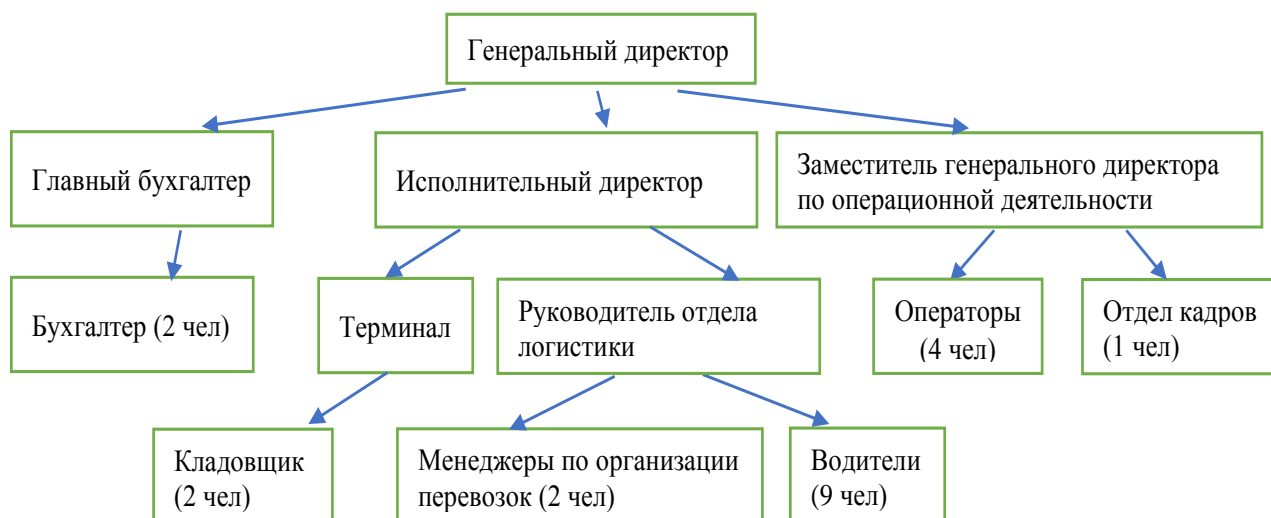 Генеральный директор
Главный бухгалтер
Исполнительный директор
Заместитель генерального директора
по операционной деятельности
Бухгалтер (2 чел)
Терминал
Руководитель отдела
логистики
Операторы
(4 чел)
Отдел кадров
(1 чел)
Кладовщик
(2 чел)
Менеджеры по организации
перевозок (2 чел)
Водители
(9 чел)